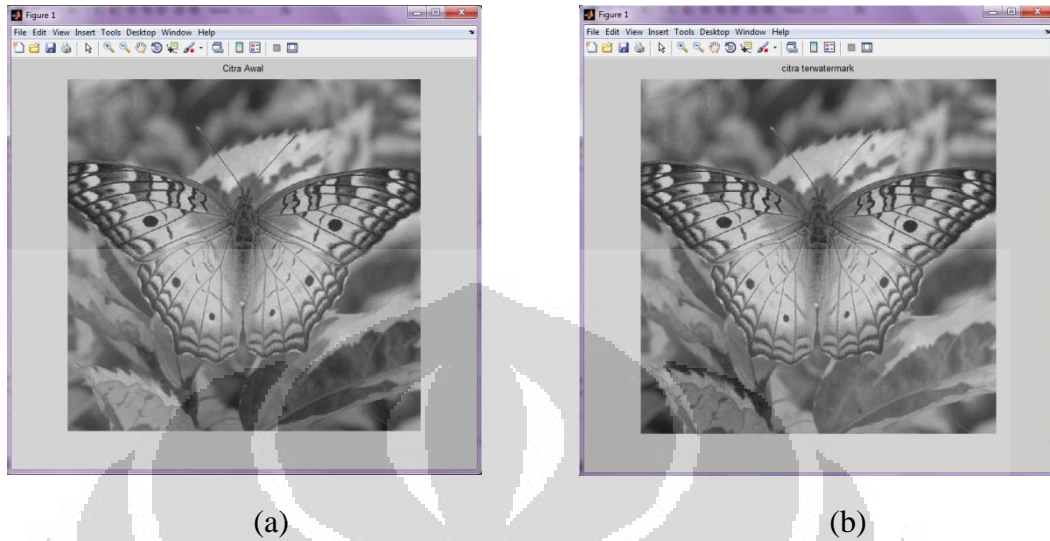 Figure 1
File Edit View Insert Tools Desktop Window Help
Citra Awal
(a)
Figure 1
File Edit View Insert Tools Desktop Window Help
citra terwatermark
(b)